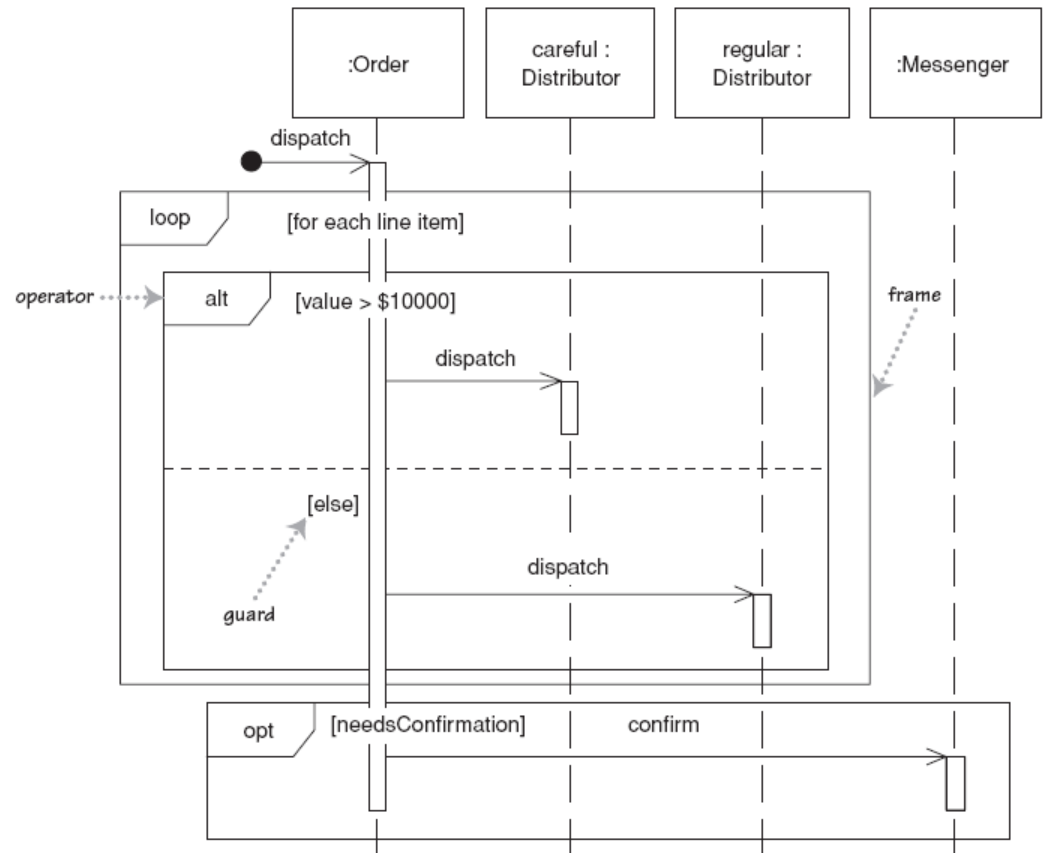 :Order
careful :
Distributor
regular :
Distributor
:Messenger
dispatch
loop
[for each line item]
operator
alt
[value > $10000]
frame
dispatch
[else]
dispatch
guard
opt
[needsConfirmation]
confirm